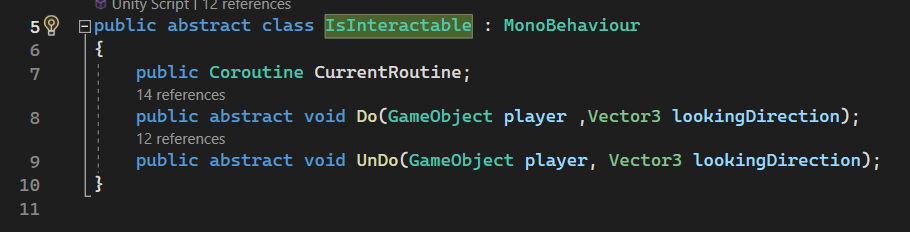 Unity Script | 12 references
5 public abstract class IsInteractable : MonoBehaviour
6 {
7 public Coroutine CurrentRoutine;
14 references
8 public abstract void Do(GameObject player ,Vector3 lookingDirection);
12 references
9 public abstract void UnDo(GameObject player, Vector3 lookingDirection);
10 }
11